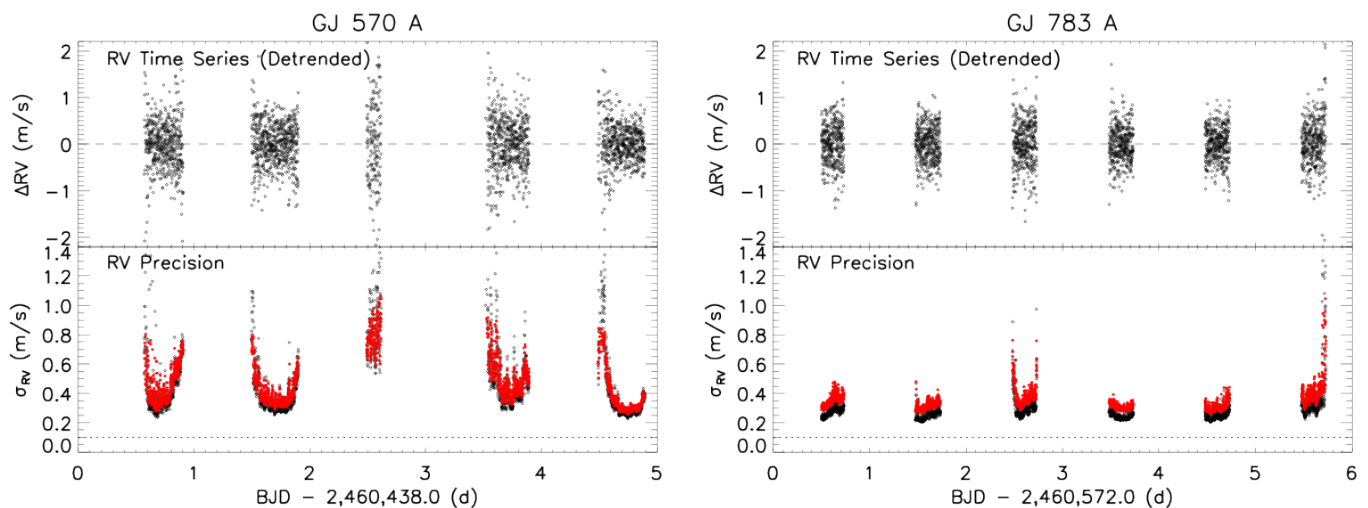 GJ 570 A
RV Time Series (Detrended)
ΔRV (m/s)
2
1
0
−1
−2
RV Precision
σRV (m/s)
1.4
1.2
1.0
0.8
0.6
0.4
0.2
0.0
0 1 2 3 4 5
BJD − 2,460,438.0 (d)
GJ 783 A
RV Time Series (Detrended)
ΔRV (m/s)
2
1
0
−1
−2
RV Precision
σRV (m/s)
1.4
1.2
1.0
0.8
0.6
0.4
0.2
0.0
0 1 2 3 4 5 6
BJD − 2,460,572.0 (d)